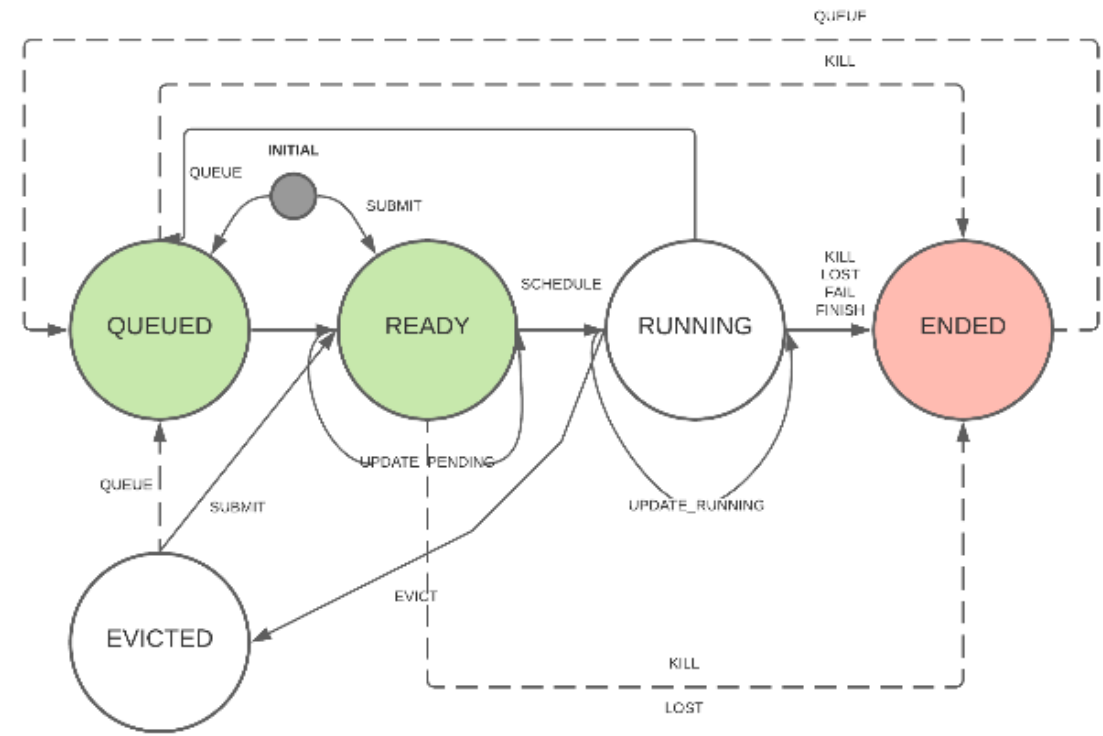 QUEUE
KILL
INITIAL
QUEUE
SUBMIT
KILL
LOST
FAIL
FINISH
SCHEDULE
QUEUED
READY
RUNNING
ENDED
UPDATE_PENDING
QUEUE
SUBMIT
UPDATE_RUNNING
EVICT
EVICTED
KILL
LOST